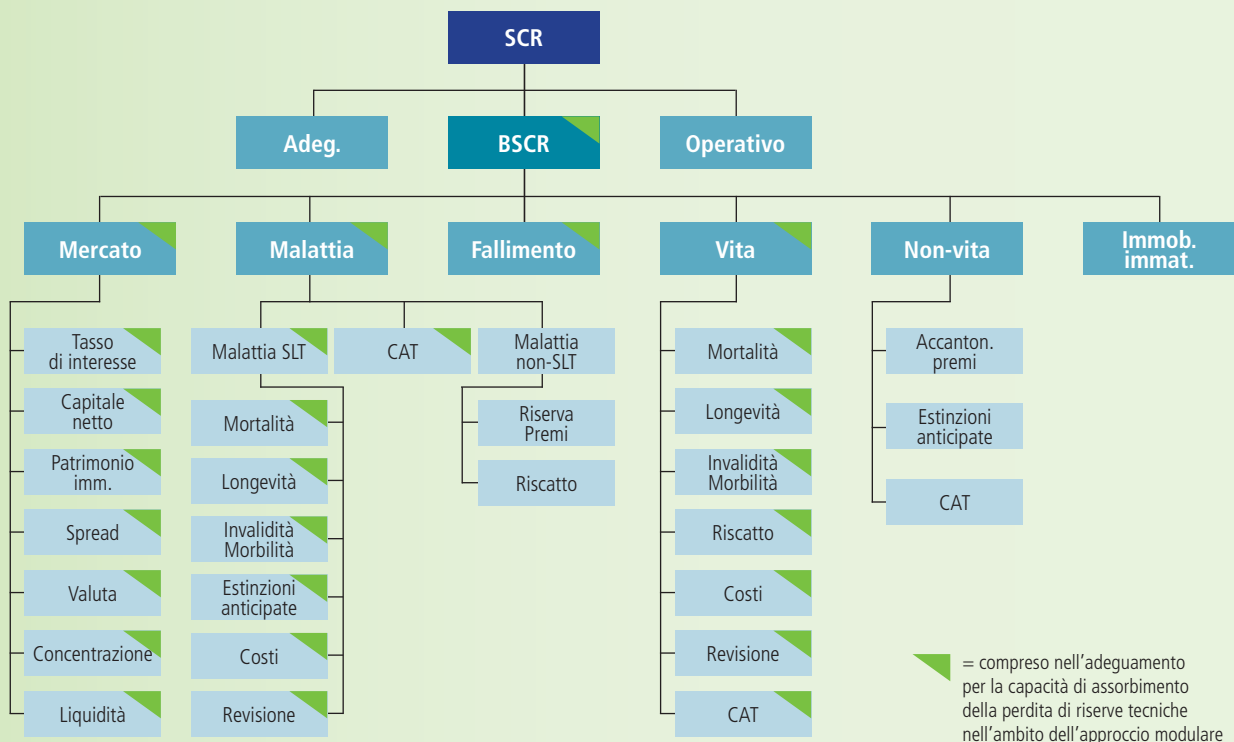 SCR
Adeg.
BSCR
Operativo
Mercato
Malattia
Fallimento
Vita
Non-vita
Immob.
immat.
Tasso
di interesse
Capitale
netto
Patrimonio
imm.
Spread
Valuta
Concentrazione
Liquidità
Malattia SLT
Mortalità
Longevità
Invalidità
Morbilità
Estinzioni
anticipate
Costi
Revisione
CAT
Malattia
non-SLT
Riserva
Premi
Riscatto
Mortalità
Longevità
Invalidità
Morbilità
Riscatto
Costi
Revisione
CAT
Accanton.
premi
Estinzioni
anticipate
CAT
= compreso nell'adeguamento
per la capacità di assorbimento
della perdita di riserve tecniche
nell'ambito dell'approccio modulare